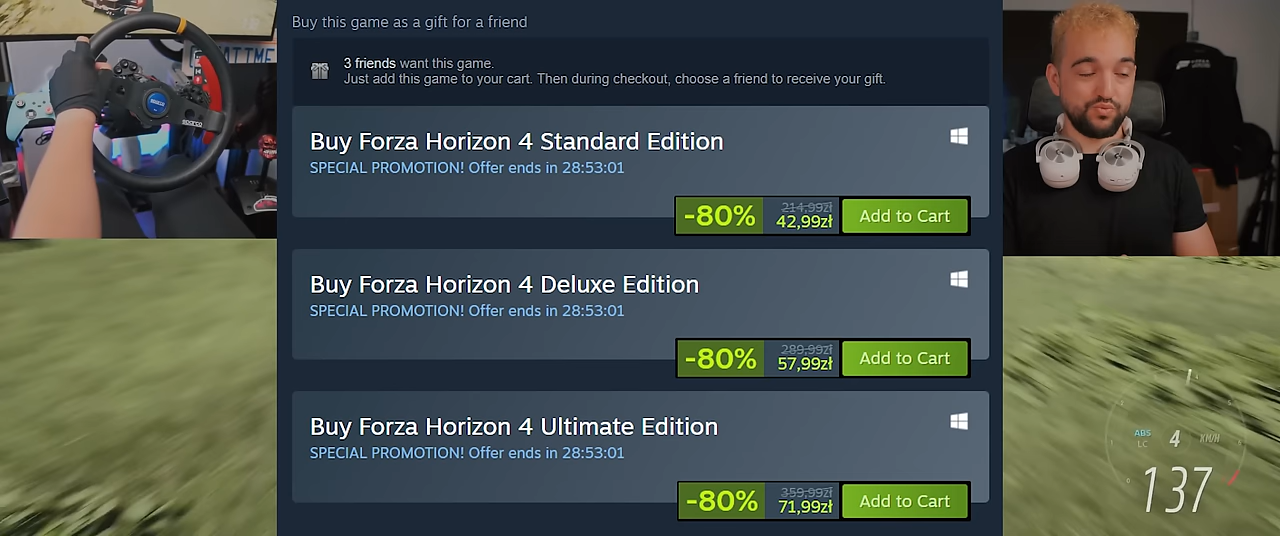 Buy this game as a gift for a friend
3 friends want this game.
Just add this game to your cart. Then during checkout, choose a friend to receive your gift.
Buy Forza Horizon 4 Standard Edition
SPECIAL PROMOTION! Offer ends in 28:53:01
-80%
214,99zł
42,99zł
Add to Cart
Buy Forza Horizon 4 Deluxe Edition
SPECIAL PROMOTION! Offer ends in 28:53:01
-80%
289,99zł
57,99zł
Add to Cart
Buy Forza Horizon 4 Ultimate Edition
SPECIAL PROMOTION! Offer ends in 28:53:01
-80%
359,99zł
71,99zł
Add to Cart
sparco
ABS
LC
4
KM/H
137